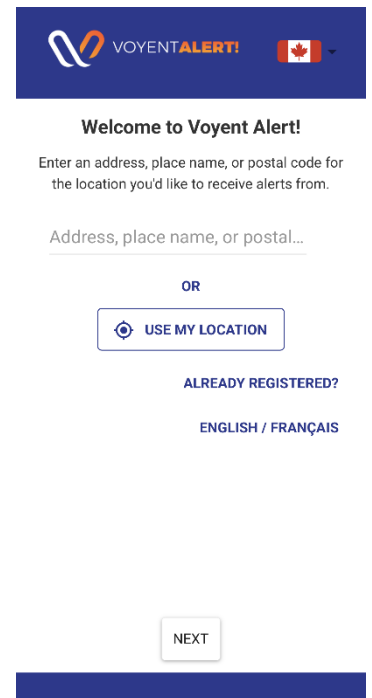 VOYENTALERT!
Welcome to Voyent Alert!
Enter an address, place name, or postal code for
the location you'd like to receive alerts from.
Address, place name, or postal...
OR
USE MY LOCATION
ALREADY REGISTERED?
ENGLISH / FRANÇAIS
NEXT